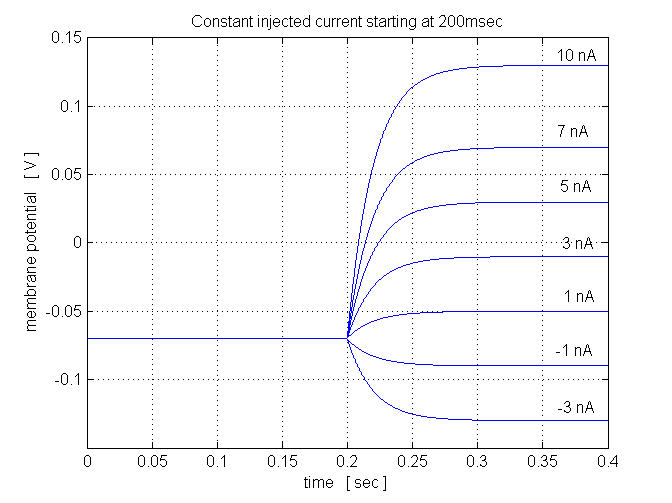 Constant injected current starting at 200msec
0.15
0.1
0.05
0
-0.05
-0.1
membrane potential [ V ]
10 nA
7 nA
5 nA
3 nA
1 nA
-1 nA
-3 nA
0 0.05 0.1 0.15 0.2 0.25 0.3 0.35 0.4
time [ sec ]